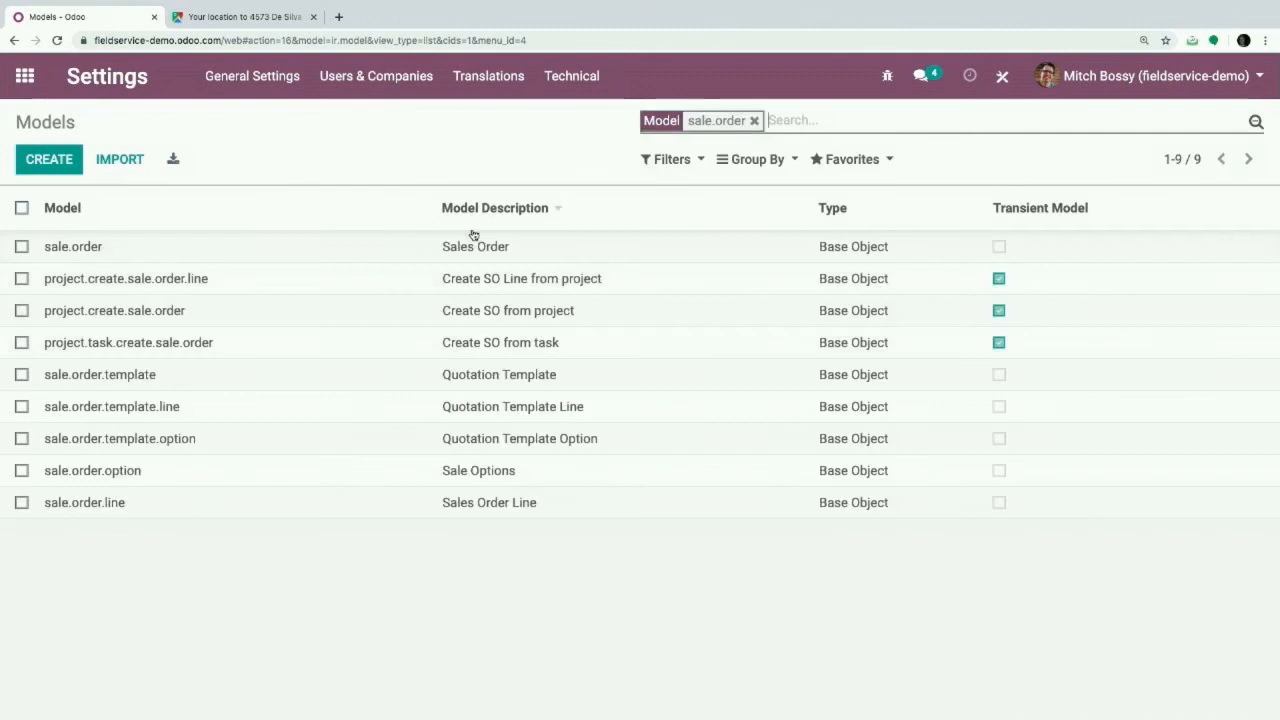 Models - Odoo
Your location to 4573 De Silva
fieldservice-demo.odoo.com/web#action=16&model=ir.model&view_type=list&cids=1&menu_id=4
Settings General Settings Users & Companies Translations Technical 4 Mitch Bossy (fieldservice-demo)
Models
Model sale.order Search...
CREATE IMPORT Filters Group By Favorites 1-9 / 9
Model Model Description Type Transient Model
sale.order Sales Order Base Object
project.create.sale.order.line Create SO Line from project Base Object
project.create.sale.order Create SO from project Base Object
project.task.create.sale.order Create SO from task Base Object
sale.order.template Quotation Template Base Object
sale.order.template.line Quotation Template Line Base Object
sale.order.template.option Quotation Template Option Base Object
sale.order.option Sale Options Base Object
sale.order.line Sales Order Line Base Object